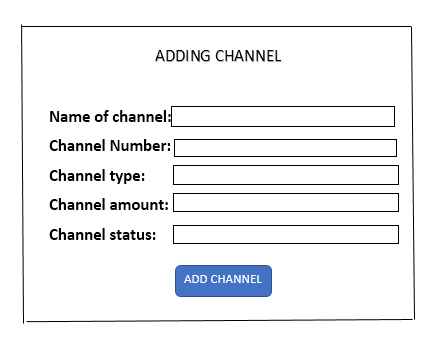 ADDING CHANNEL
Name of channel:
Channel Number:
Channel type:
Channel amount:
Channel status:
ADD CHANNEL